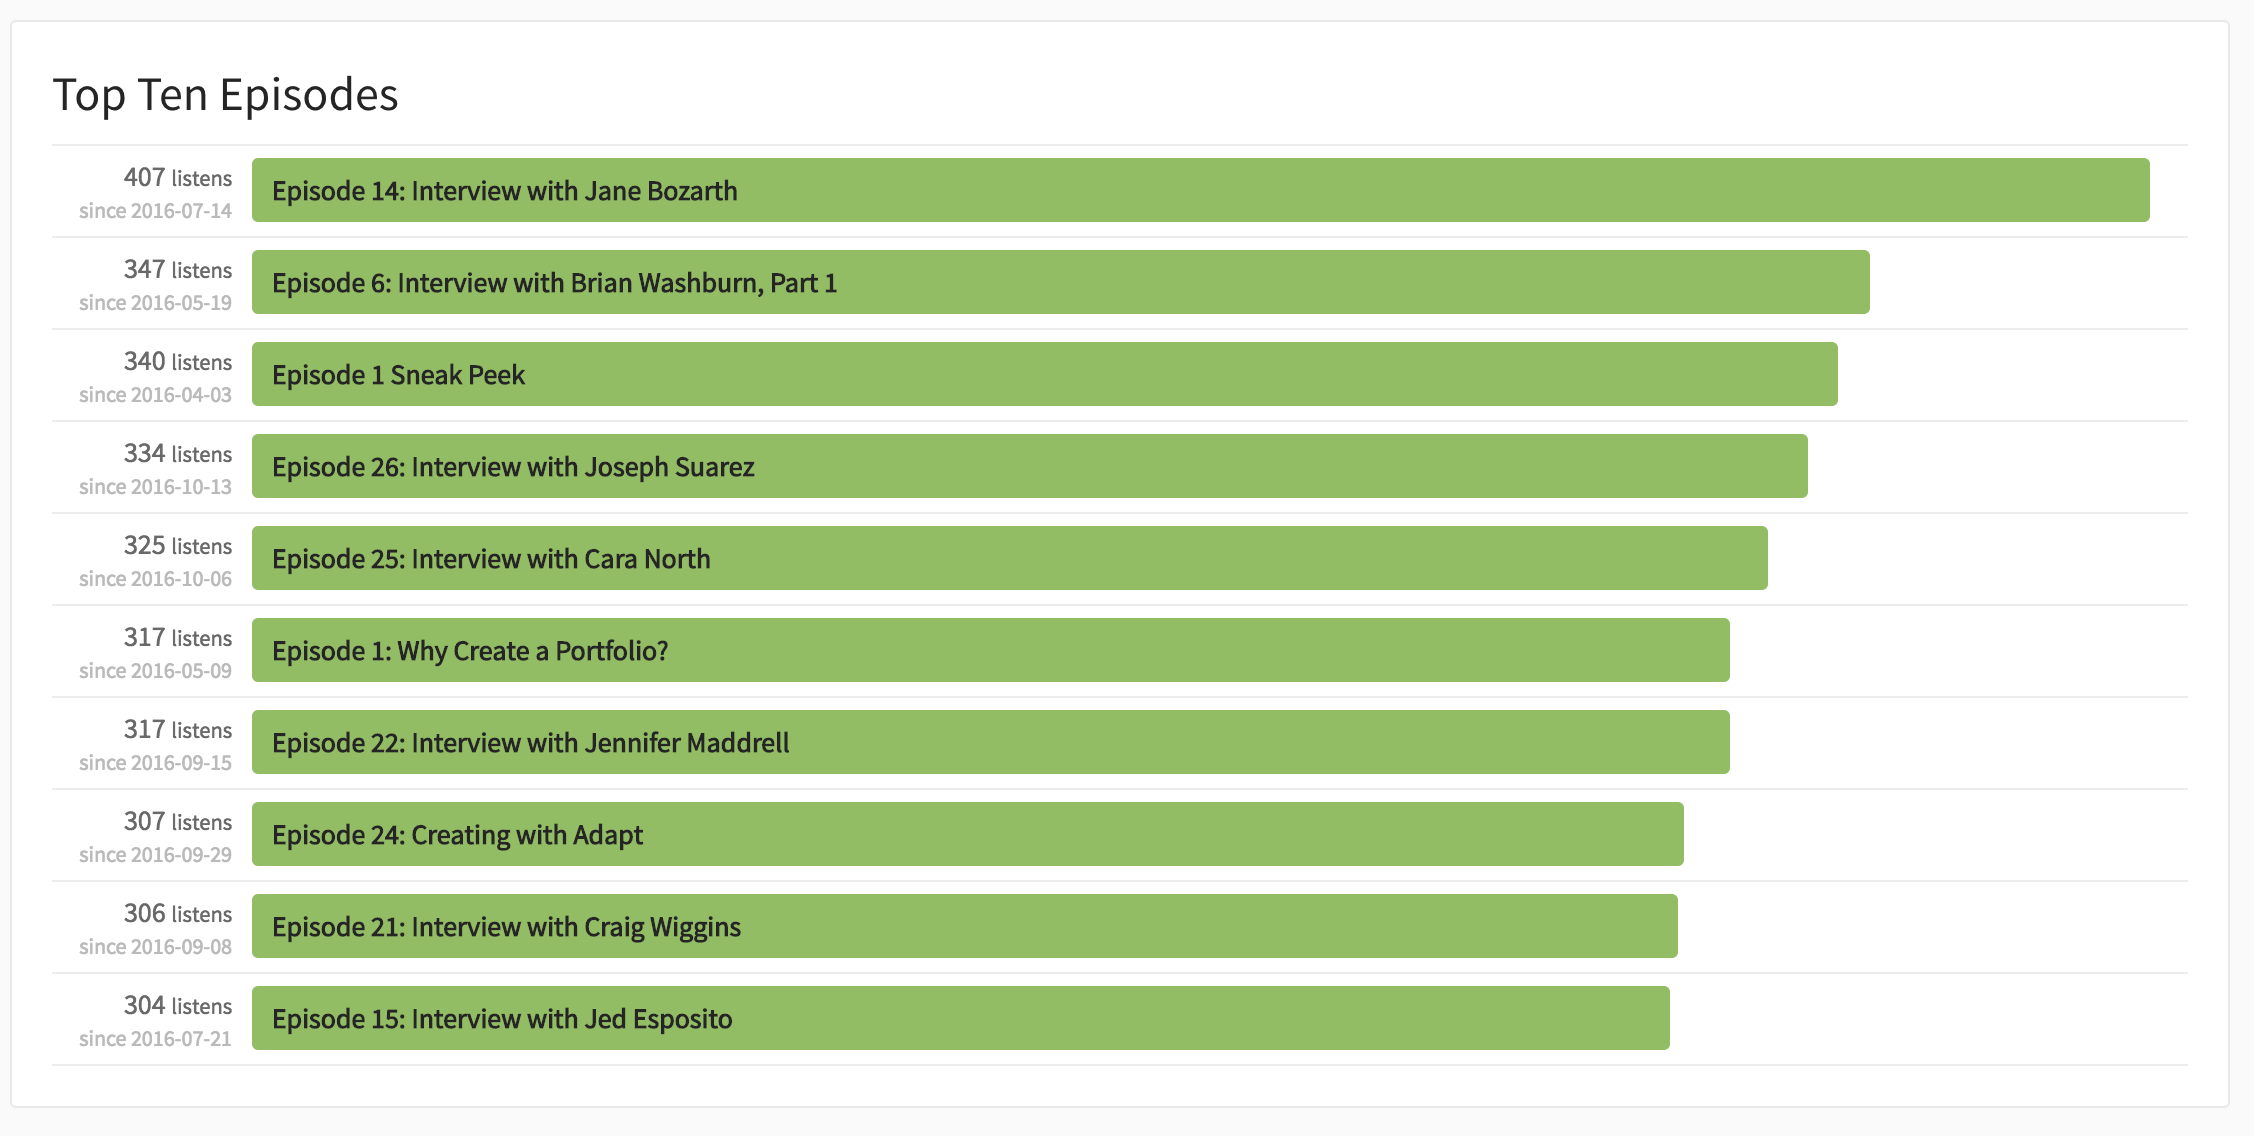 Top Ten Episodes
407 listens
since 2016-07-14
Episode 14: Interview with Jane Bozarth
347 listens
since 2016-05-19
Episode 6: Interview with Brian Washburn, Part 1
340 listens
since 2016-04-03
Episode 1 Sneak Peek
334 listens
since 2016-10-13
Episode 26: Interview with Joseph Suarez
325 listens
since 2016-10-06
Episode 25: Interview with Cara North
317 listens
since 2016-05-09
Episode 1: Why Create a Portfolio?
317 listens
since 2016-09-15
Episode 22: Interview with Jennifer Maddrell
307 listens
since 2016-09-29
Episode 24: Creating with Adapt
306 listens
since 2016-09-08
Episode 21: Interview with Craig Wiggins
304 listens
since 2016-07-21
Episode 15: Interview with Jed Esposito